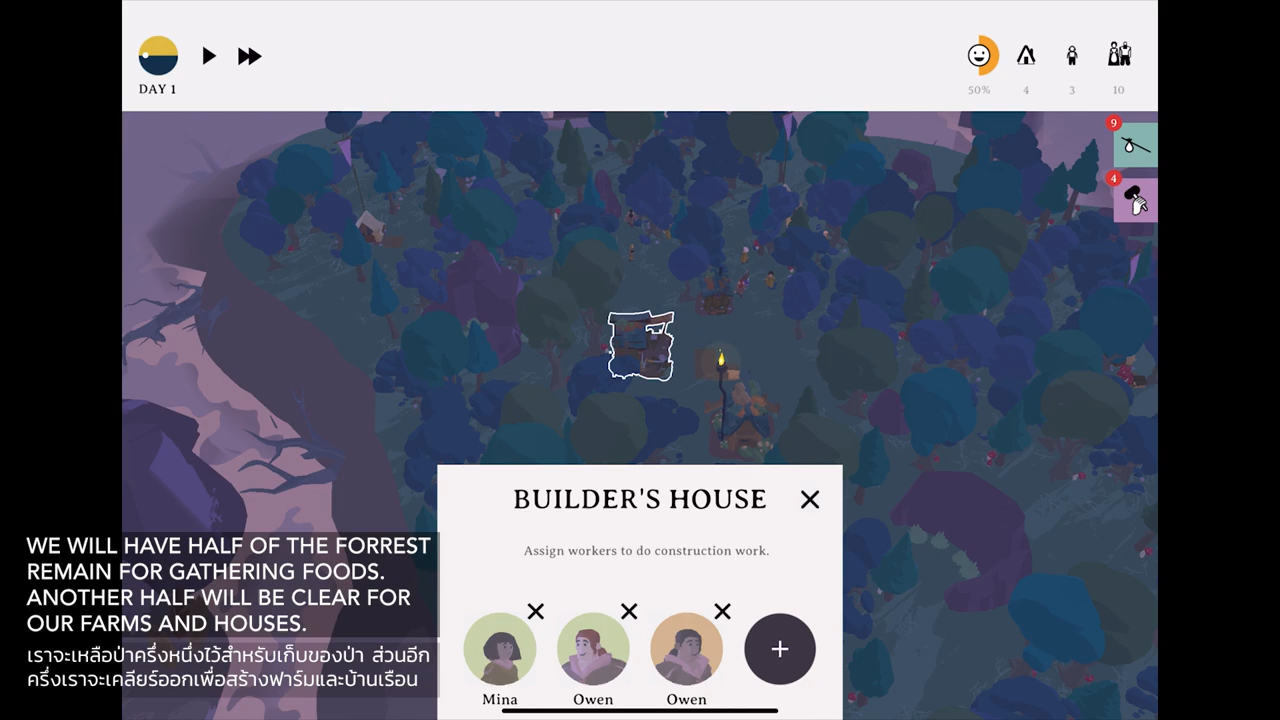 DAY 1
50%
4
3
10
9
4
BUILDER'S HOUSE
Assign workers to do construction work.
Mina
Owen
Owen
WE WILL HAVE HALF OF THE FORREST
REMAIN FOR GATHERING FOODS.
ANOTHER HALF WILL BE CLEAR FOR
OUR FARMS AND HOUSES.
เราจะเหลือป่าครึ่งหนึ่งไว้สำหรับเก็บของป่า ส่วนอีก
ครึ่งเราจะเคลียร์ออกเพื่อสร้างฟาร์มและบ้านเรือน